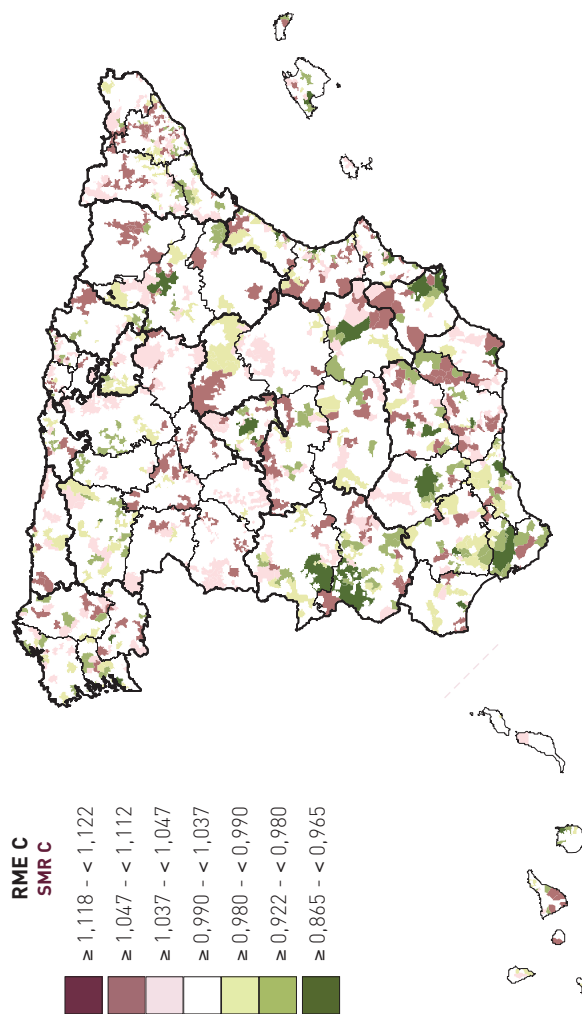 RME C
SMR C
≥ 1,118 - < 1,122
≥ 1,047 - < 1,112
≥ 1,037 - < 1,047
≥ 0,990 - < 1,037
≥ 0,980 - < 0,990
≥ 0,922 - < 0,980
≥ 0,865 - < 0,965